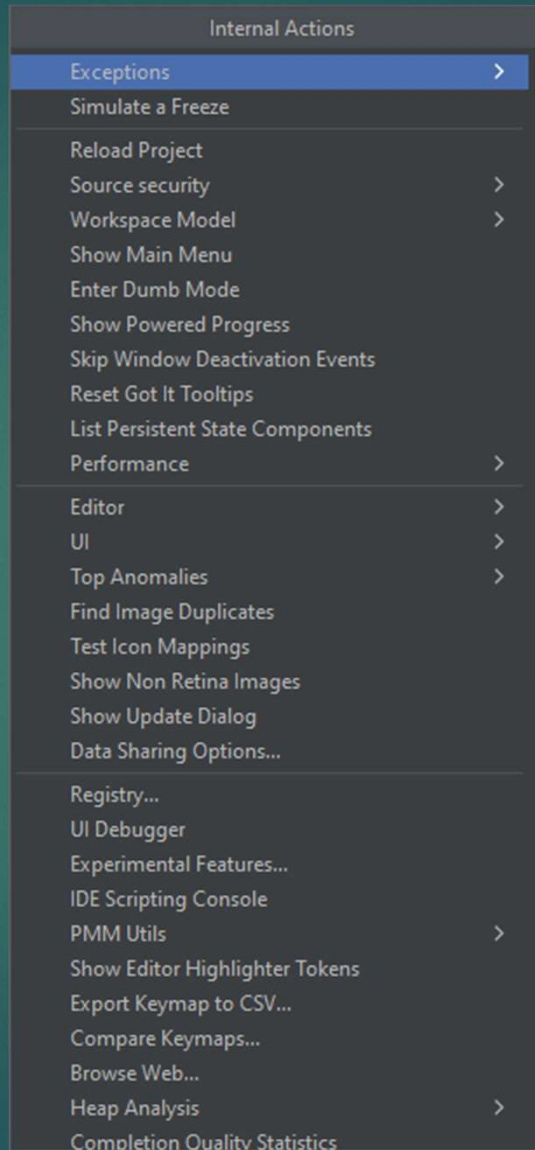 Internal Actions
Exceptions
Simulate a Freeze
Reload Project
Source security
Workspace Model
Show Main Menu
Enter Dumb Mode
Show Powered Progress
Skip Window Deactivation Events
Reset Got It Tooltips
List Persistent State Components
Performance
Editor
UI
Top Anomalies
Find Image Duplicates
Test Icon Mappings
Show Non Retina Images
Show Update Dialog
Data Sharing Options...
Registry...
UI Debugger
Experimental Features...
IDE Scripting Console
PMM Utils
Show Editor Highlighter Tokens
Export Keymap to CSV...
Compare Keymaps...
Browse Web...
Heap Analysis
Completion Quality Statistics